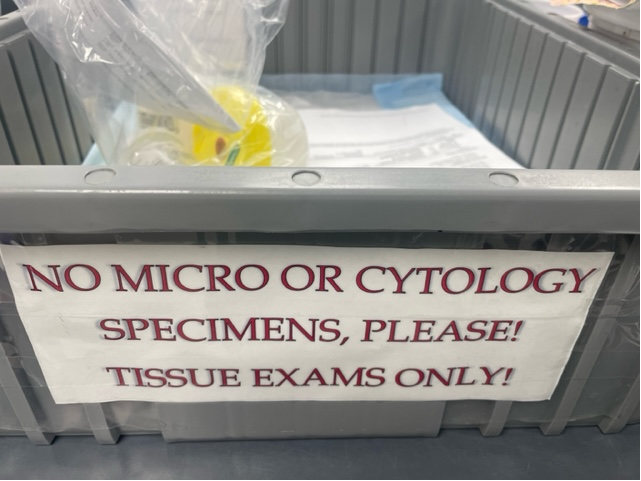 NO MICRO OR CYTOLOGY
SPECIMENS, PLEASE!
TISSUE EXAMS ONLY!